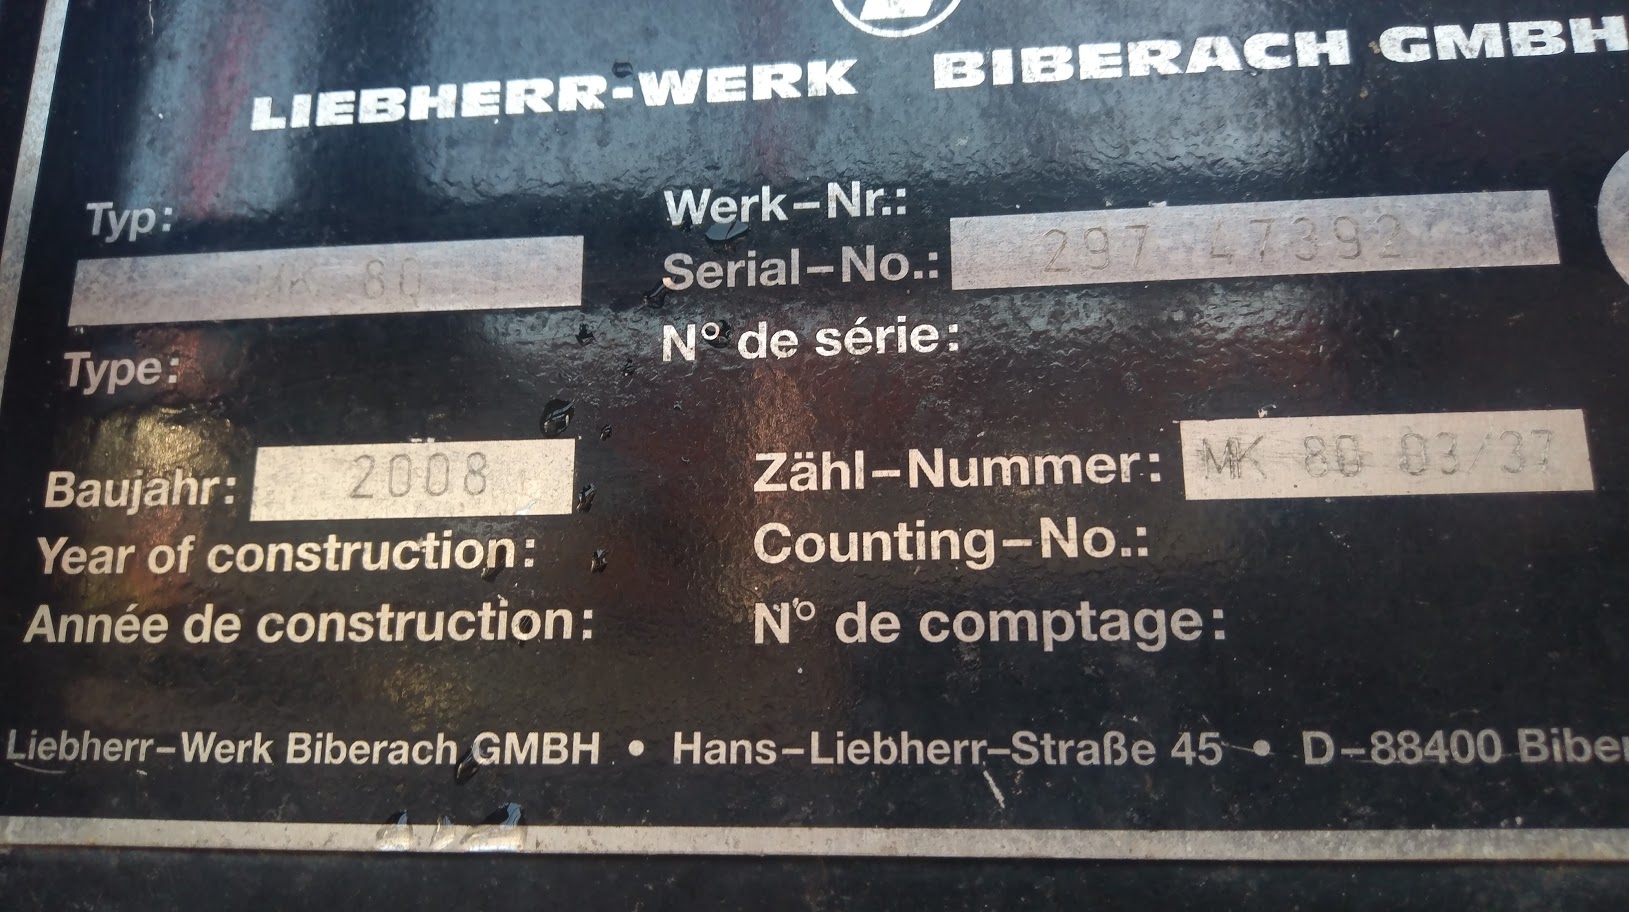 LIEBHERR-WERK BIBERACH GMBH
Typ:
MK 80
Type:
Werk-Nr.:
Serial-No.: 297 47392
N° de série:
Baujahr: 2008
Year of construction:
Année de construction:
Zähl-Nummer: MK 80 03/37
Counting-No.:
N° de comptage:
Liebherr-Werk Biberach GMBH • Hans-Liebherr-Straße 45 • D-88400 Biber